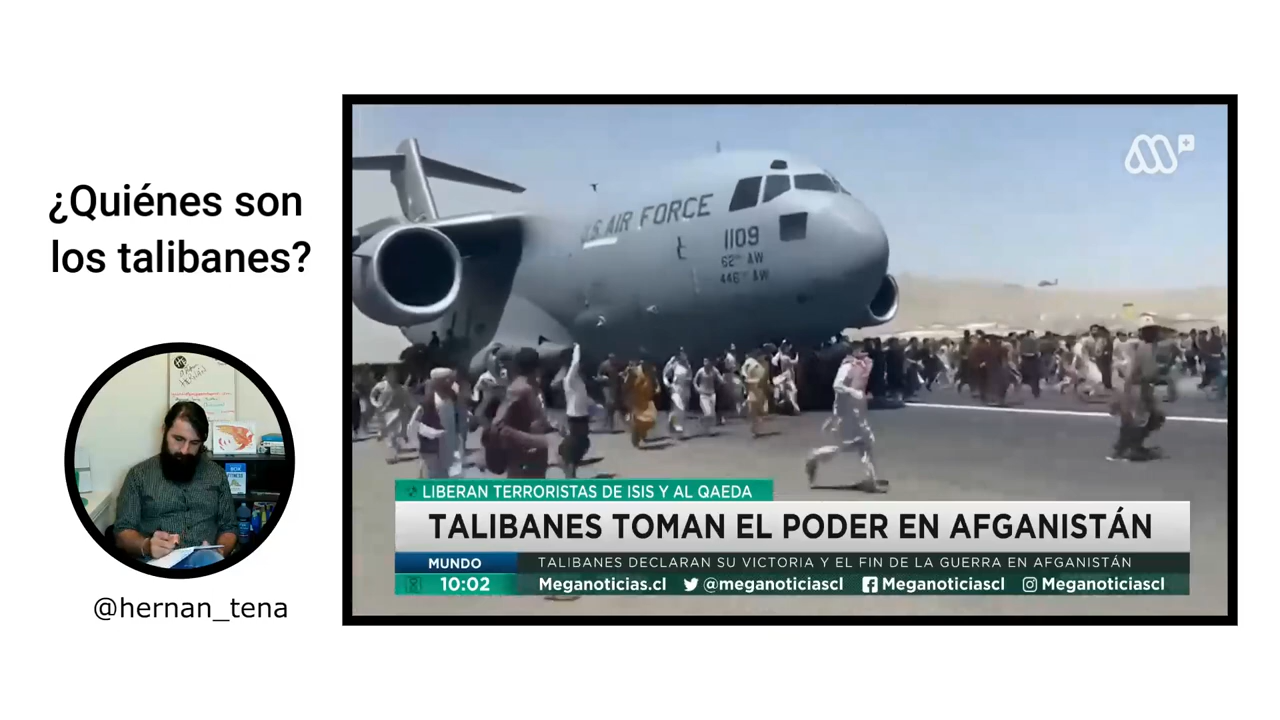 ¿Quiénes son
los talibanes?
@hernan_tena
U.S. AIR FORCE
1109
62ND AW
446TH AW
LIBERAN TERRORISTAS DE ISIS Y AL QAEDA
TALIBANES TOMAN EL PODER EN AFGANISTÁN
MUNDO
TALIBANES DECLARAN SU VICTORIA Y EL FIN DE LA GUERRA EN AFGANISTÁN
10:02
Meganoticias.cl
@meganoticiascl
Meganoticiascl
Meganoticiascl